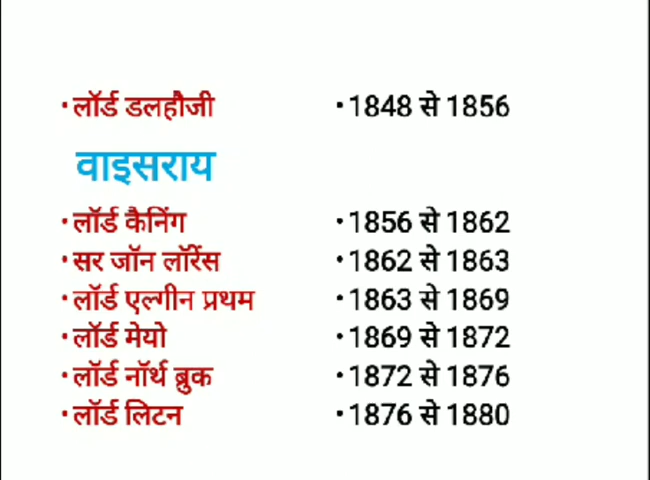 • लॉर्ड डलहौजी • 1848 से 1856
वाइसराय
• लॉर्ड कैनिंग • 1856 से 1862
• सर जॉन लॉरेंस • 1862 से 1863
• लॉर्ड एल्गीन प्रथम • 1863 से 1869
• लॉर्ड मेयो • 1869 से 1872
• लॉर्ड नॉर्थ ब्रुक • 1872 से 1876
• लॉर्ड लिटन • 1876 से 1880